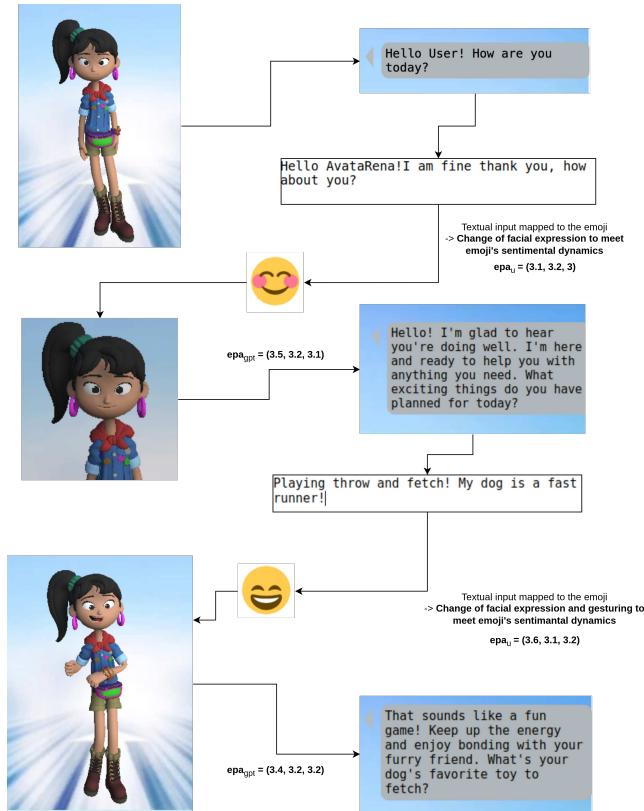 Hello User! How are you
today?
Hello AvataRena!I am fine thank you, how
about you?
Textual input mapped to the emoji
-> Change of facial expression to meet
emoji's sentimental dynamics
epau = (3.1, 3.2, 3)
epagpt = (3.5, 3.2, 3.1)
Hello! I'm glad to hear
you're doing well. I'm here
and ready to help you with
anything you need. What
exciting things do you have
planned for today?
Playing throw and fetch! My dog is a fast
runner!
Textual input mapped to the emoji
-> Change of facial expression and gesturing to
meet emoji's sentimantal dynamics
epau = (3.6, 3.1, 3.2)
epagpt = (3.4, 3.2, 3.2)
That sounds like a fun
game! Keep up the energy
and enjoy bonding with your
furry friend. What's your
dog's favorite toy to
fetch?